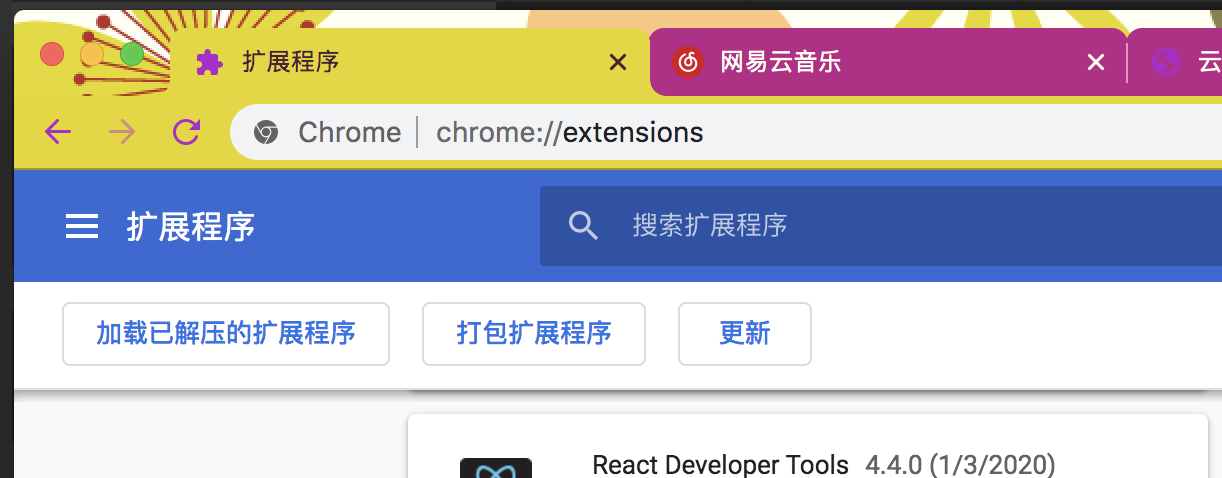 扩展程序 网易云音乐 云
Chrome chrome://extensions
扩展程序 搜索扩展程序
加载已解压的扩展程序 打包扩展程序 更新
React Developer Tools 4.4.0 (1/3/2020)